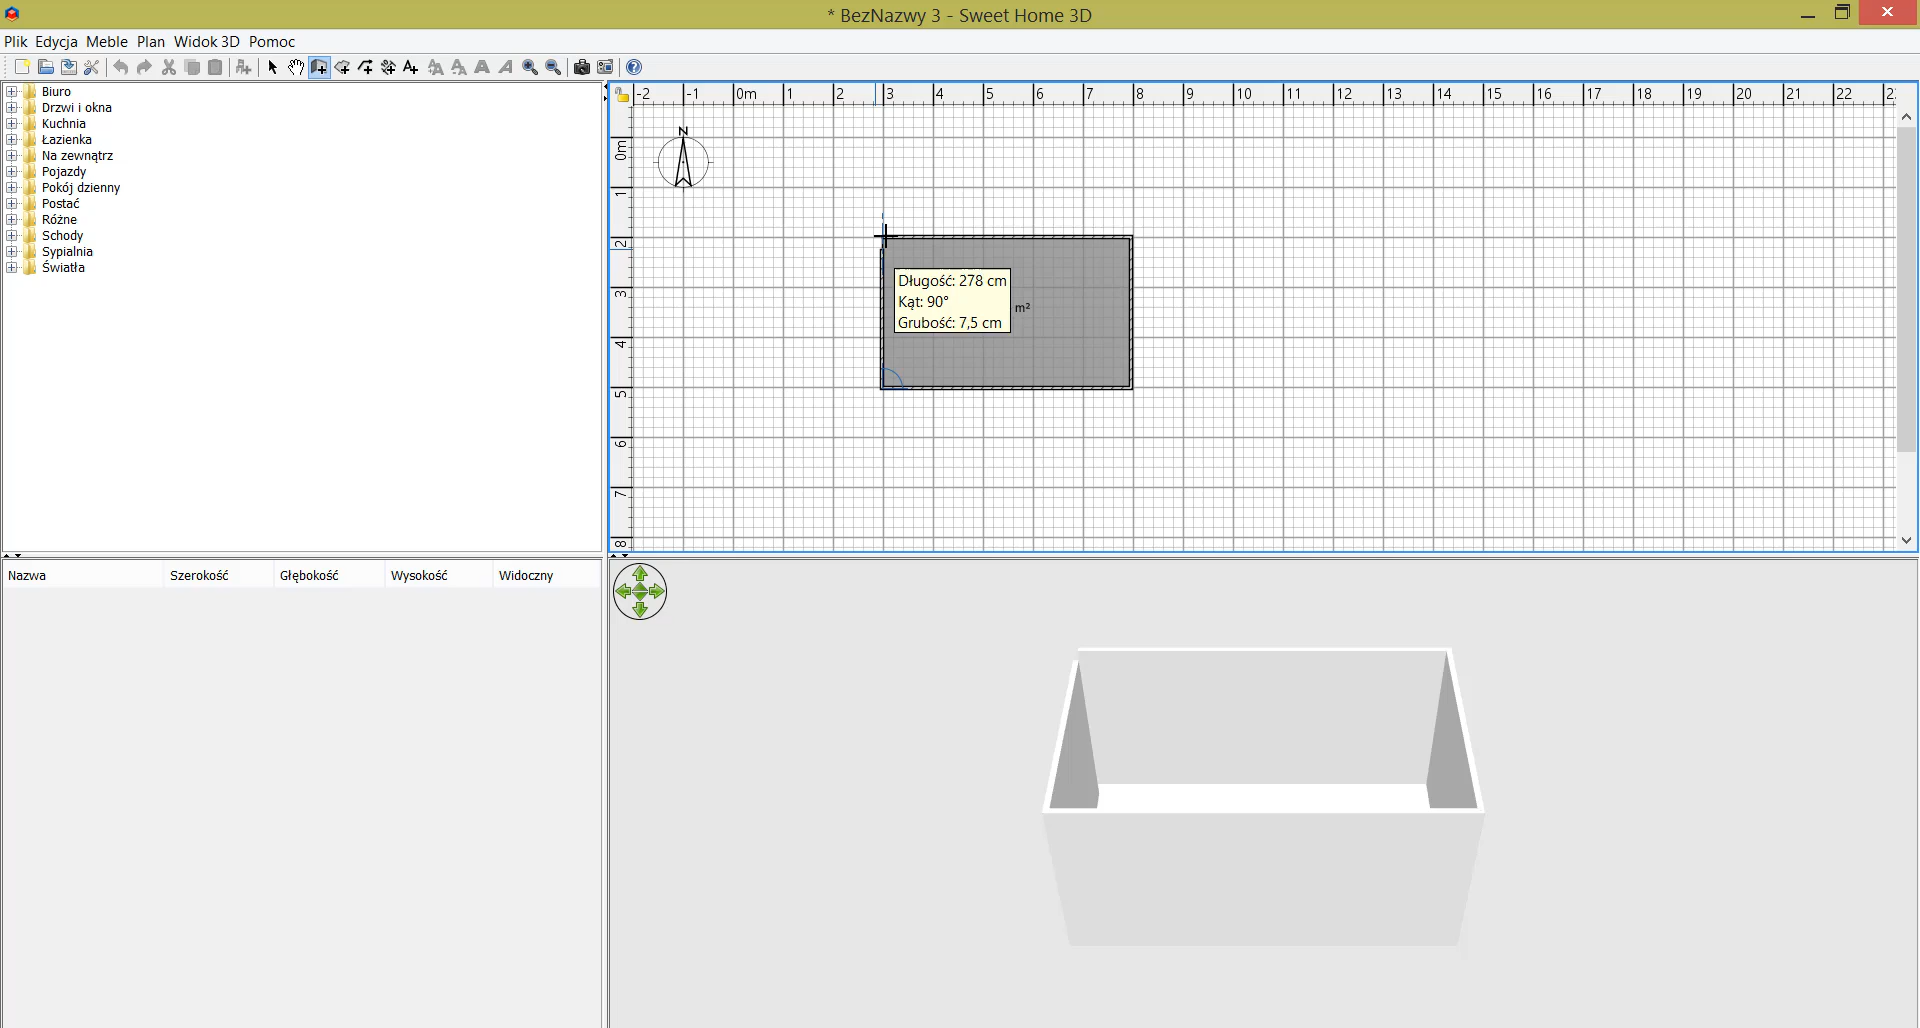 * BezNazwy 3 - Sweet Home 3D
Plik Edycja Meble Plan Widok 3D Pomoc
Biuro
Drzwi i okna
Kuchnia
Łazienka
Na zewnątrz
Pojazdy
Pokój dzienny
Postać
Różne
Schody
Sypialnia
Światła
-2 -1 0m 1 2 3 4 5 6 7 8 9 10 11 12 13 14 15 16 17 18 19 20 21 22
0m
1
2
3
4
5
6
7
8
N
Długość: 278 cm
Kąt: 90°
Grubość: 7,5 cm
m²
Nazwa Szerokość Głębokość Wysokość Widoczny